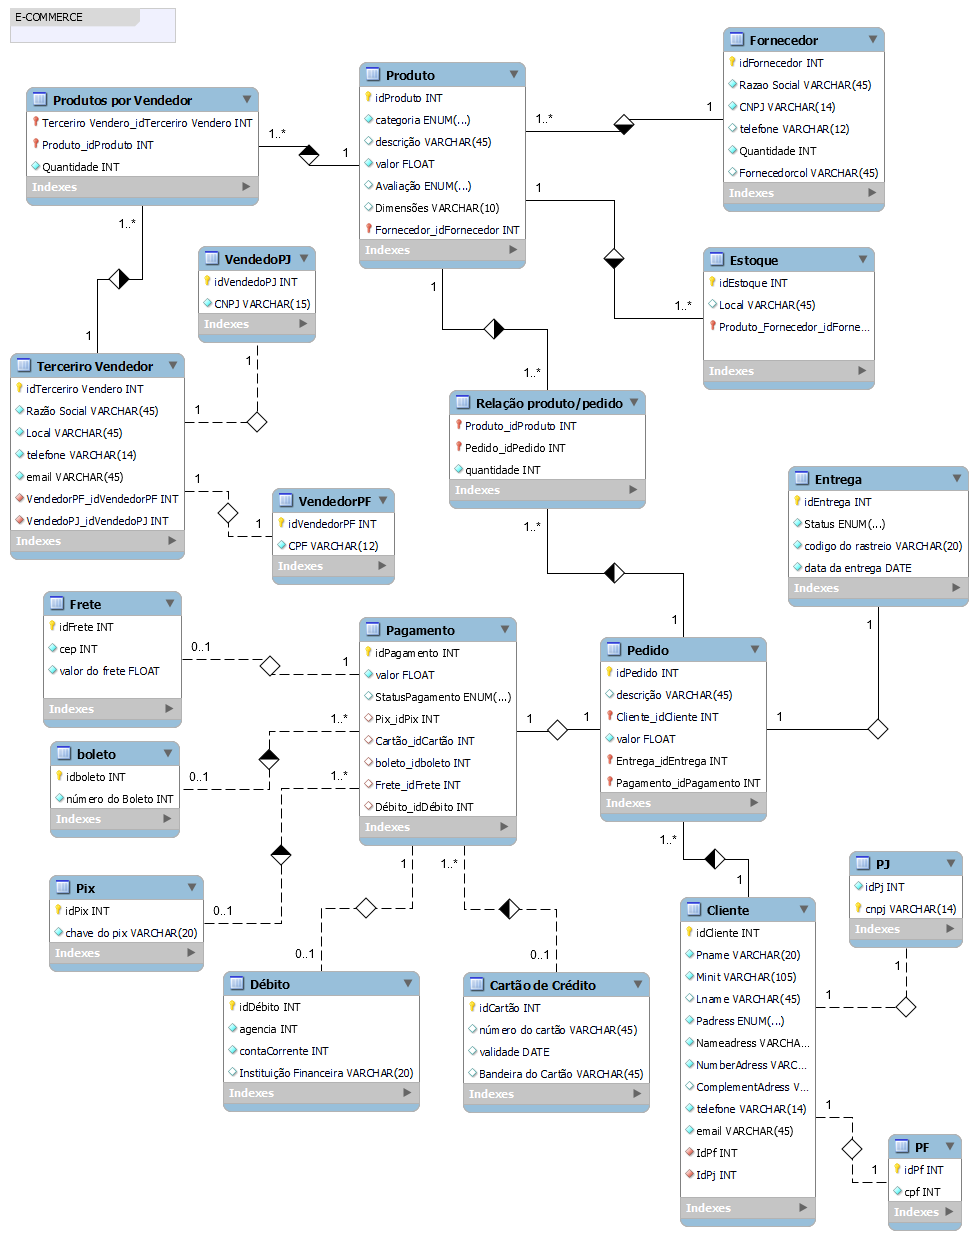 E-COMMERCE
Produtos por Vendedor
Terceriro Vendero_idTerceriro Vendero INT
Produto_idProduto INT
Quantidade INT
Indexes
1..*
1
Produto
idProduto INT
categoria ENUM(...)
descrição VARCHAR(45)
valor FLOAT
Avaliação ENUM(...)
Dimensões VARCHAR(10)
Fornecedor_idFornecedor INT
Indexes
1..*
1
Fornecedor
idFornecedor INT
Razao Social VARCHAR(45)
CNPJ VARCHAR(14)
telefone VARCHAR(12)
Quantidade INT
Fornecedorcol VARCHAR(45)
Indexes
1
1..*
Estoque
idEstoque INT
Local VARCHAR(45)
Produto_Fornecedor_idForne...
Indexes
1..*
1
VendedoPJ
idVendedoPJ INT
CNPJ VARCHAR(15)
Indexes
1
1
Terceriro Vendedor
idTerceriro Vendero INT
Razão Social VARCHAR(45)
Local VARCHAR(45)
telefone VARCHAR(14)
email VARCHAR(45)
VendedorPF_idVendedorPF INT
VendedoPJ_idVendedoPJ INT
Indexes
1
1
VendedorPF
idVendedorPF INT
CPF VARCHAR(12)
Indexes
1
1..*
Relação produto/pedido
Produto_idProduto INT
Pedido_idPedido INT
quantidade INT
Indexes
1..*
1
Entrega
idEntrega INT
Status ENUM(...)
codigo do rastreio VARCHAR(20)
data da entrega DATE
Indexes
1
1
Frete
idFrete INT
cep INT
valor do frete FLOAT
Indexes
0..1
1
Pagamento
idPagamento INT
valor FLOAT
StatusPagamento ENUM(...)
Pix_idPix INT
Cartão_idCartão INT
boleto_idboleto INT
Frete_idFrete INT
Débito_idDébito INT
Indexes
1
1
Pedido
idPedido INT
descrição VARCHAR(45)
Cliente_idCliente INT
valor FLOAT
Entrega_idEntrega INT
Pagamento_idPagamento INT
Indexes
boleto
idboleto INT
número do Boleto INT
Indexes
1..*
0..1
Pix
idPix INT
chave do pix VARCHAR(20)
Indexes
1..*
0..1
1
0..1
Débito
idDébito INT
agencia INT
contaCorrente INT
Instituição Financeira VARCHAR(20)
Indexes
1..*
0..1
Cartão de Crédito
idCartão INT
número do cartão VARCHAR(45)
validade DATE
Bandeira do Cartão VARCHAR(45)
Indexes
1..*
1
Cliente
idCliente INT
Pname VARCHAR(20)
Minit VARCHAR(105)
Lname VARCHAR(45)
Padress ENUM(...)
Nameadress VARCHA...
NumberAdress VARC...
ComplementAdress V...
telefone VARCHAR(14)
email VARCHAR(45)
IdPf INT
IdPj INT
Indexes
PJ
idPj INT
cnpj VARCHAR(14)
Indexes
1
1
1
1
PF
idPf INT
cpf INT
Indexes